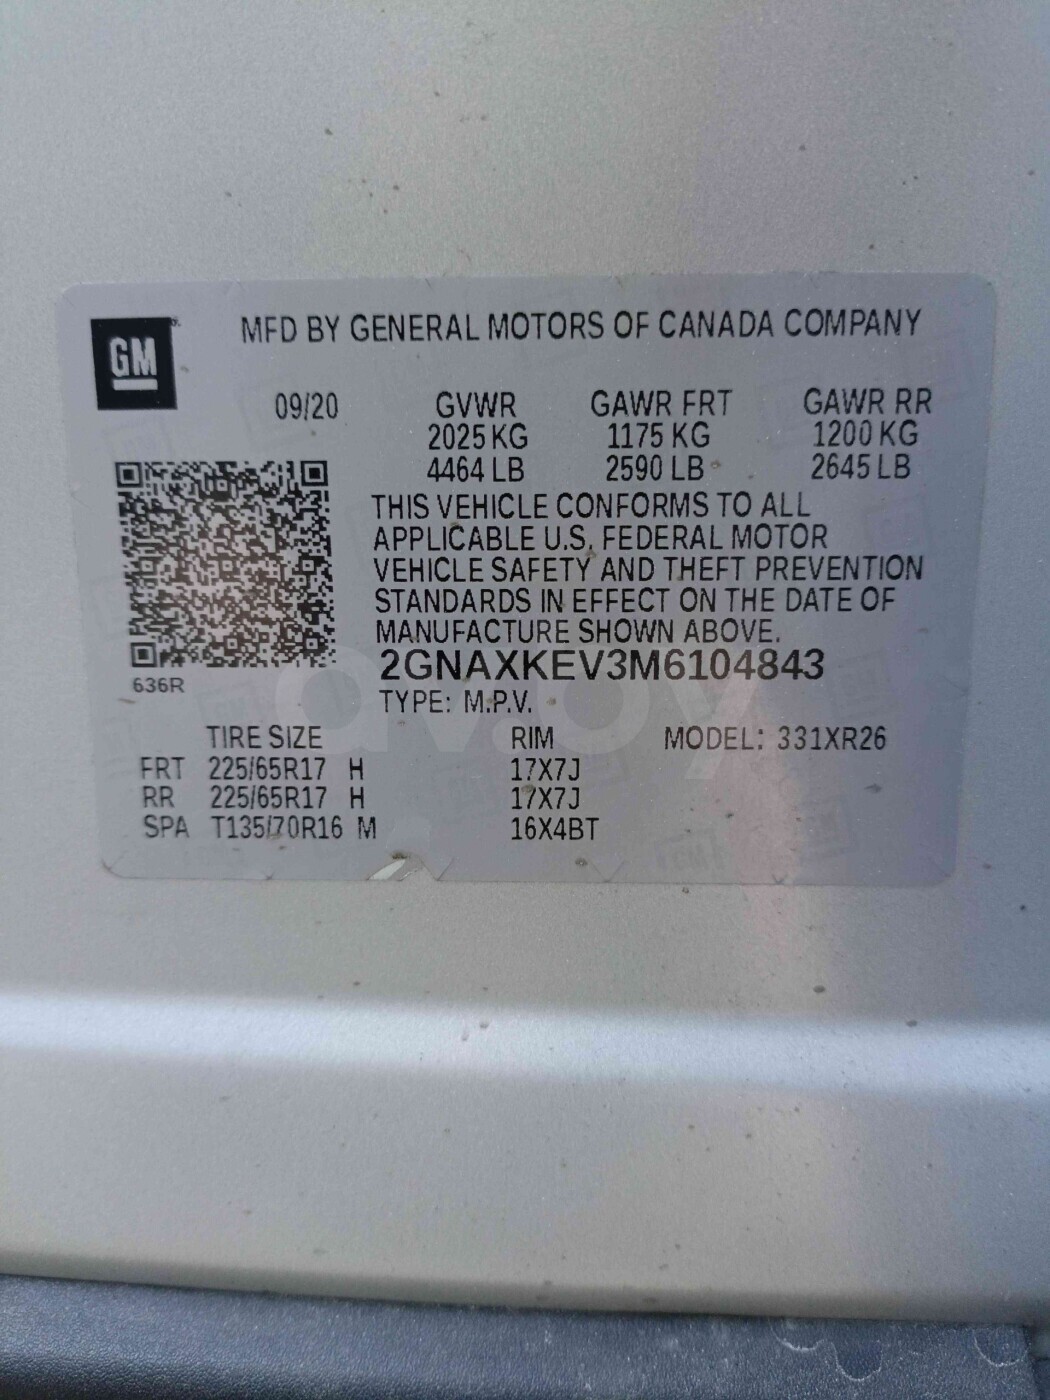 GM
MFD BY GENERAL MOTORS OF CANADA COMPANY
09/20 GVWR GAWR FRT GAWR RR
2025 KG 1175 KG 1200 KG
4464 LB 2590 LB 2645 LB
THIS VEHICLE CONFORMS TO ALL
APPLICABLE U.S. FEDERAL MOTOR
VEHICLE SAFETY AND THEFT PREVENTION
STANDARDS IN EFFECT ON THE DATE OF
MANUFACTURE SHOWN ABOVE.
2GNAXKEV3M6104843
636R
TYPE: M.P.V.
TIRE SIZE RIM MODEL: 331XR26
FRT 225/65R17 H 17X7J
RR 225/65R17 H 17X7J
SPA T135/70R16 M 16X4BT
av.by